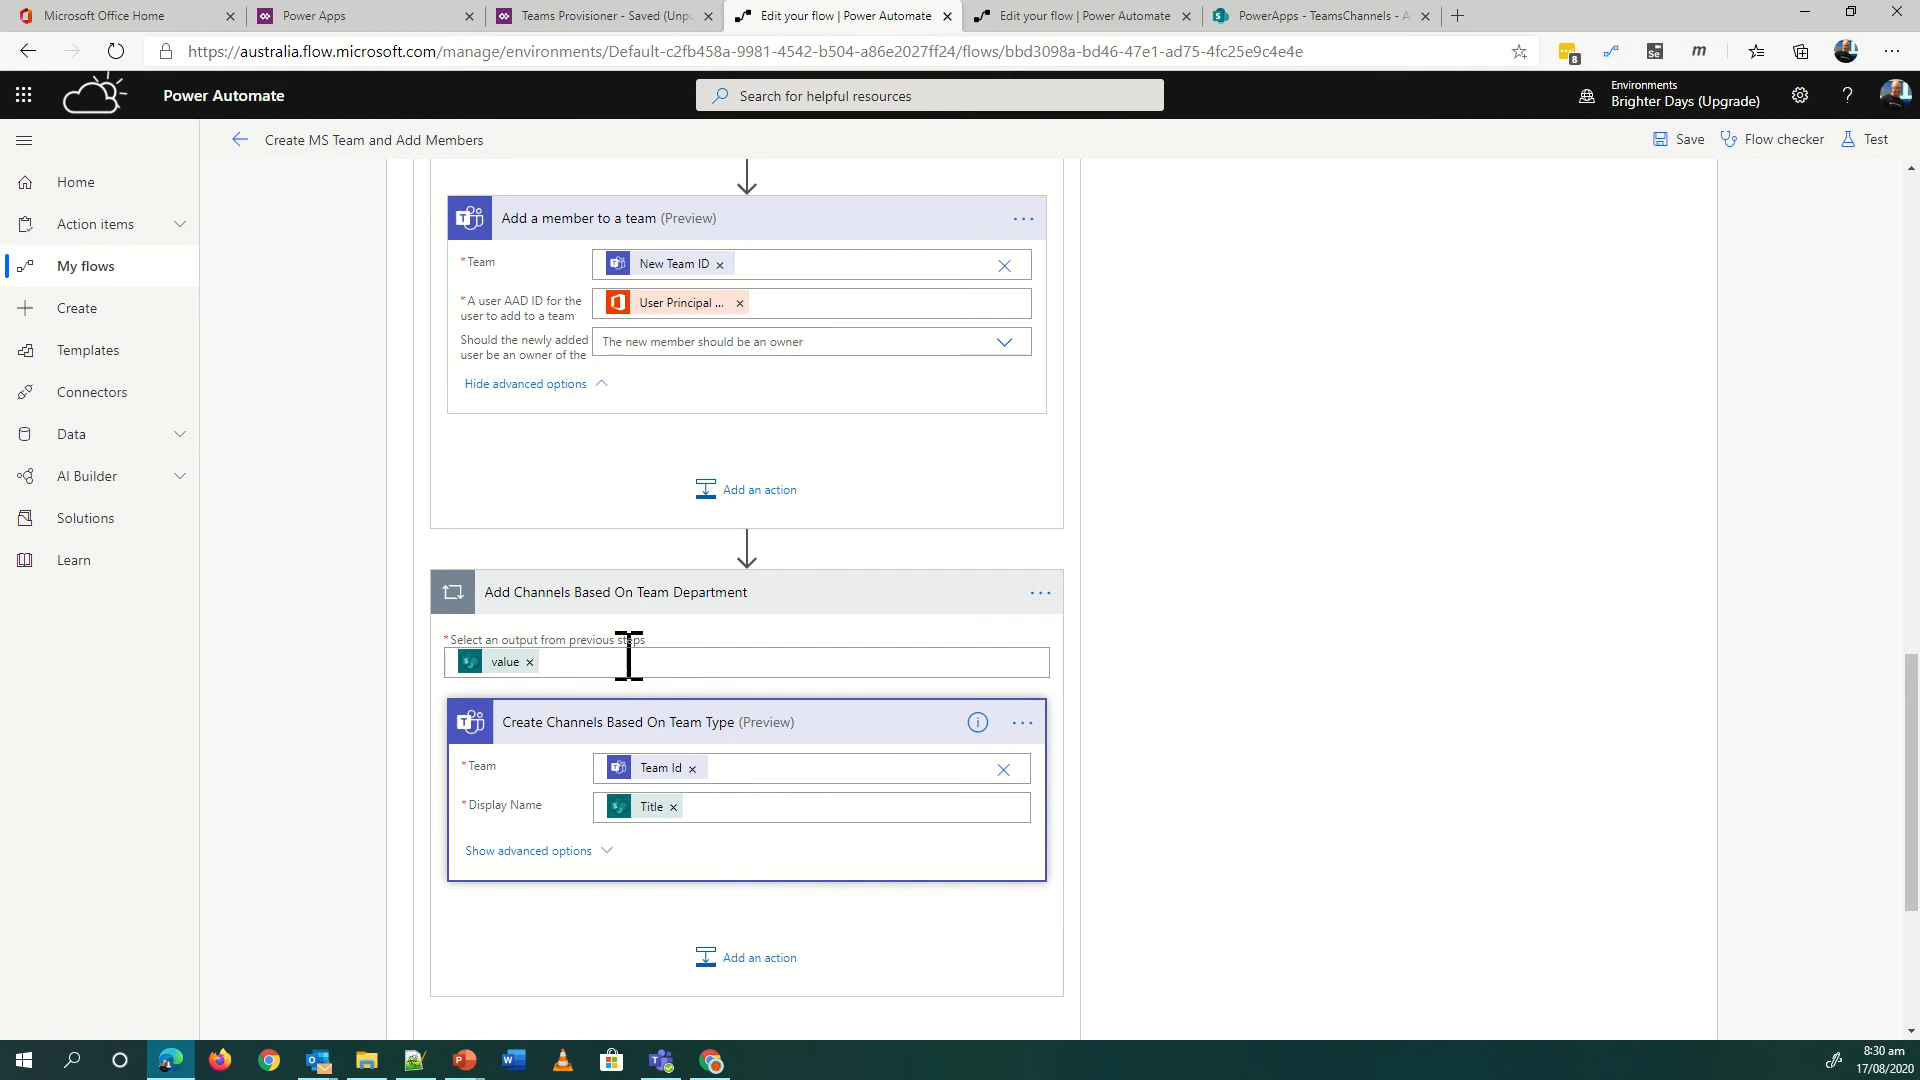 Microsoft Office Home
Power Apps
Teams Provisioner - Saved (Unpu
Edit your flow | Power Automate
Edit your flow | Power Automate
PowerApps - TeamsChannels - A
https://australia.flow.microsoft.com/manage/environments/Default-c2fb458a-9981-4542-b504-a86e2027ff24/flows/bbd3098a-bd46-47e1-ad75-4fc25e9c4e4e
8
Se
m
Power Automate
Search for helpful resources
Environments
Brighter Days (Upgrade)
?
Create MS Team and Add Members
Save
Flow checker
Test
Home
Action items
My flows
Create
Templates
Connectors
Data
AI Builder
Solutions
Learn
Add a member to a team (Preview)
* Team
New Team ID
* A user AAD ID for the user to add to a team
User Principal ...
Should the newly added user be an owner of the
The new member should be an owner
Hide advanced options
Add an action
Add Channels Based On Team Department
* Select an output from previous steps
value
Create Channels Based On Team Type (Preview)
* Team
Team Id
* Display Name
Title
Show advanced options
Add an action
8:30 am
17/08/2020